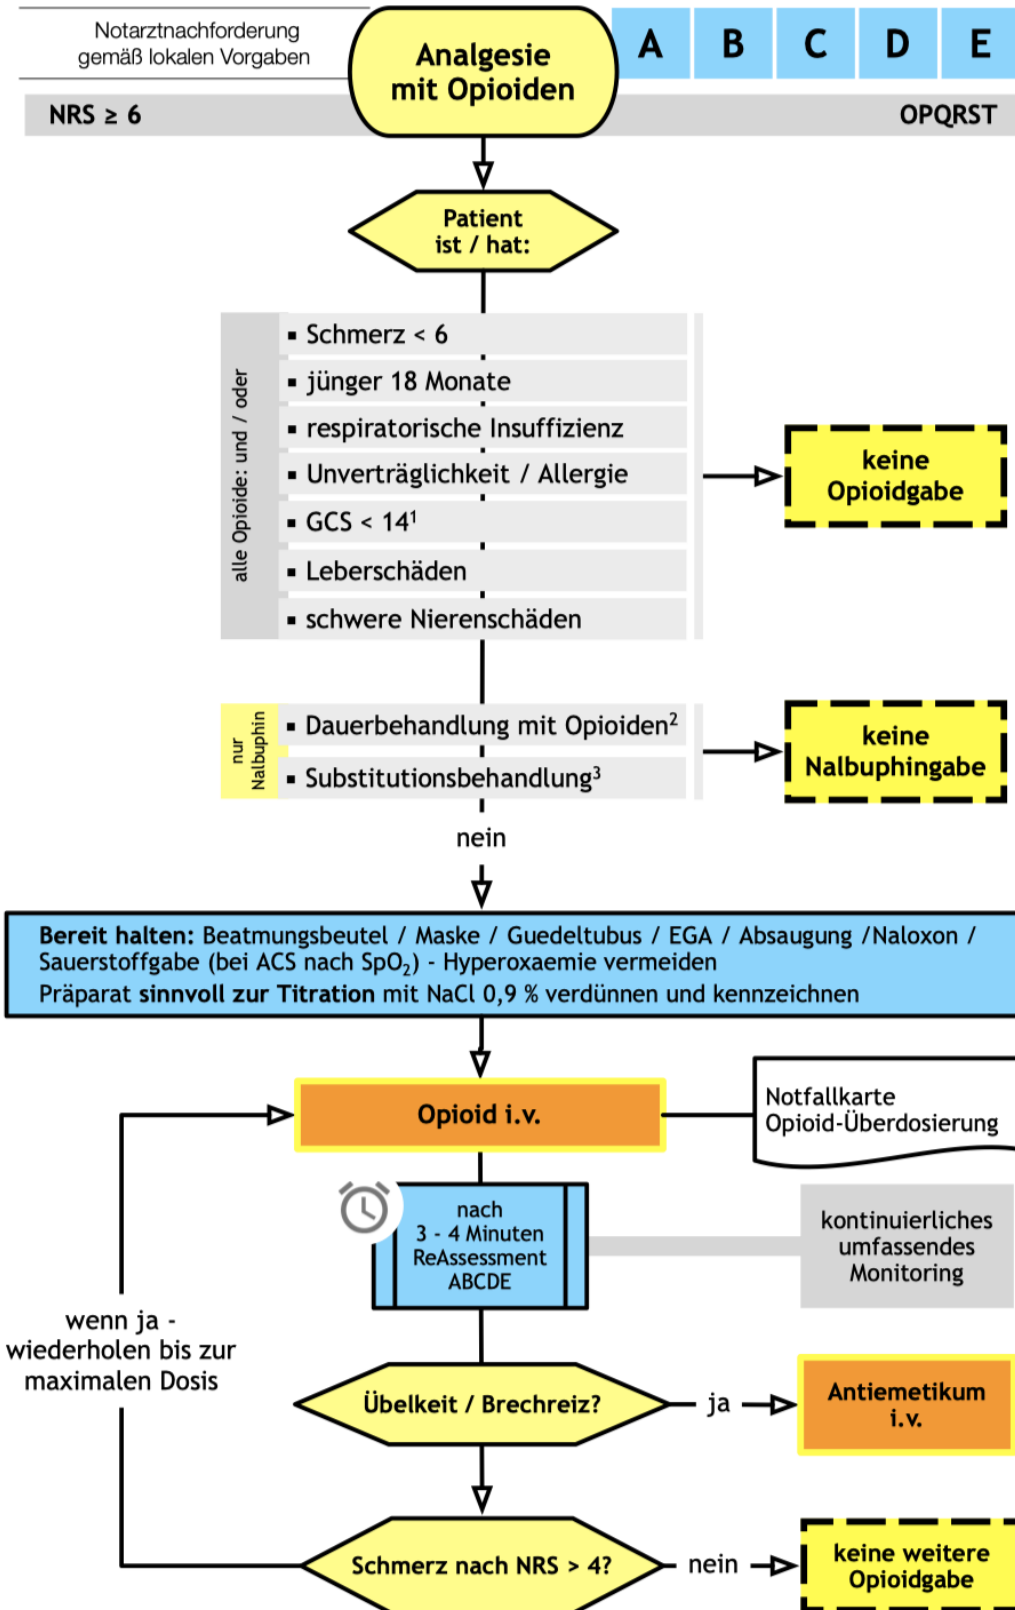 Notarztnachforderung
gemäß lokalen Vorgaben
Analgesie
mit Opioiden
A B C D E
NRS ≥ 6
OPQRST
Patient
ist / hat:
alle Opioide: und / oder
▪ Schmerz < 6
▪ jünger 18 Monate
▪ respiratorische Insuffizienz
▪ Unverträglichkeit / Allergie
▪ GCS < 14¹
▪ Leberschäden
▪ schwere Nierenschäden
keine
Opioidgabe
nur
Nalbuphin
▪ Dauerbehandlung mit Opioiden²
▪ Substitutionsbehandlung³
keine
Nalbuphingabe
nein
Bereit halten: Beatmungsbeutel / Maske / Guedeltubus / EGA / Absaugung /Naloxon /
Sauerstoffgabe (bei ACS nach SpO₂) - Hyperoxaemie vermeiden
Präparat sinnvoll zur Titration mit NaCl 0,9 % verdünnen und kennzeichnen
Opioid i.v.
Notfallkarte
Opioid-Überdosierung
nach
3 - 4 Minuten
ReAssessment
ABCDE
kontinuierliches
umfassendes
Monitoring
wenn ja -
wiederholen bis zur
maximalen Dosis
Übelkeit / Brechreiz?
ja
Antiemetikum
i.v.
Schmerz nach NRS > 4?
nein
keine weitere
Opioidgabe